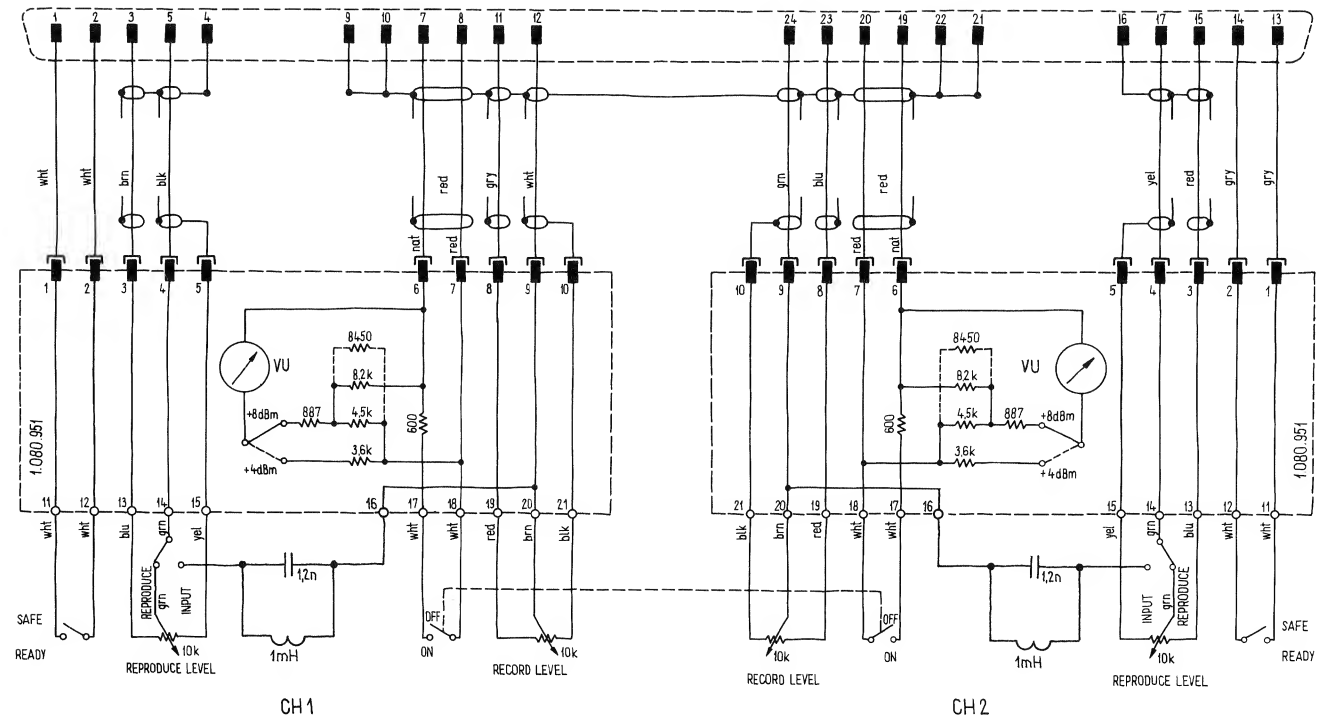 1 2 3 5 4 9 10 7 8 11 12 24 23 20 19 22 21 16 17 15 14 13
wht wht brn blk red gry wht grn blu red yel red gry gry
nat red red nat
1 2 3 4 5 6 7 8 9 10 10 9 8 7 6 5 4 3 2 1
8450 8450
VU 8,2k 8,2k VU
+8dBm 887 4,5k 600 600 4,5k 887 +8dBm
+4dBm 3,6k 3,6k +4dBm
1.080.951 1.080.951
11 12 13 14 15 16 17 18 19 20 21 21 20 19 18 17 16 15 14 13 12 11
wht wht blu grn yel wht wht red brn blk blk brn red wht wht yel grn blu wht wht
1,2n 1,2n
REPRODUCE grn INPUT INPUT grn REPRODUCE
SAFE OFF OFF SAFE
READY 10k 1mH ON 10k 10k ON 1mH 10k READY
REPRODUCE LEVEL RECORD LEVEL RECORD LEVEL REPRODUCE LEVEL
CH 1 CH 2